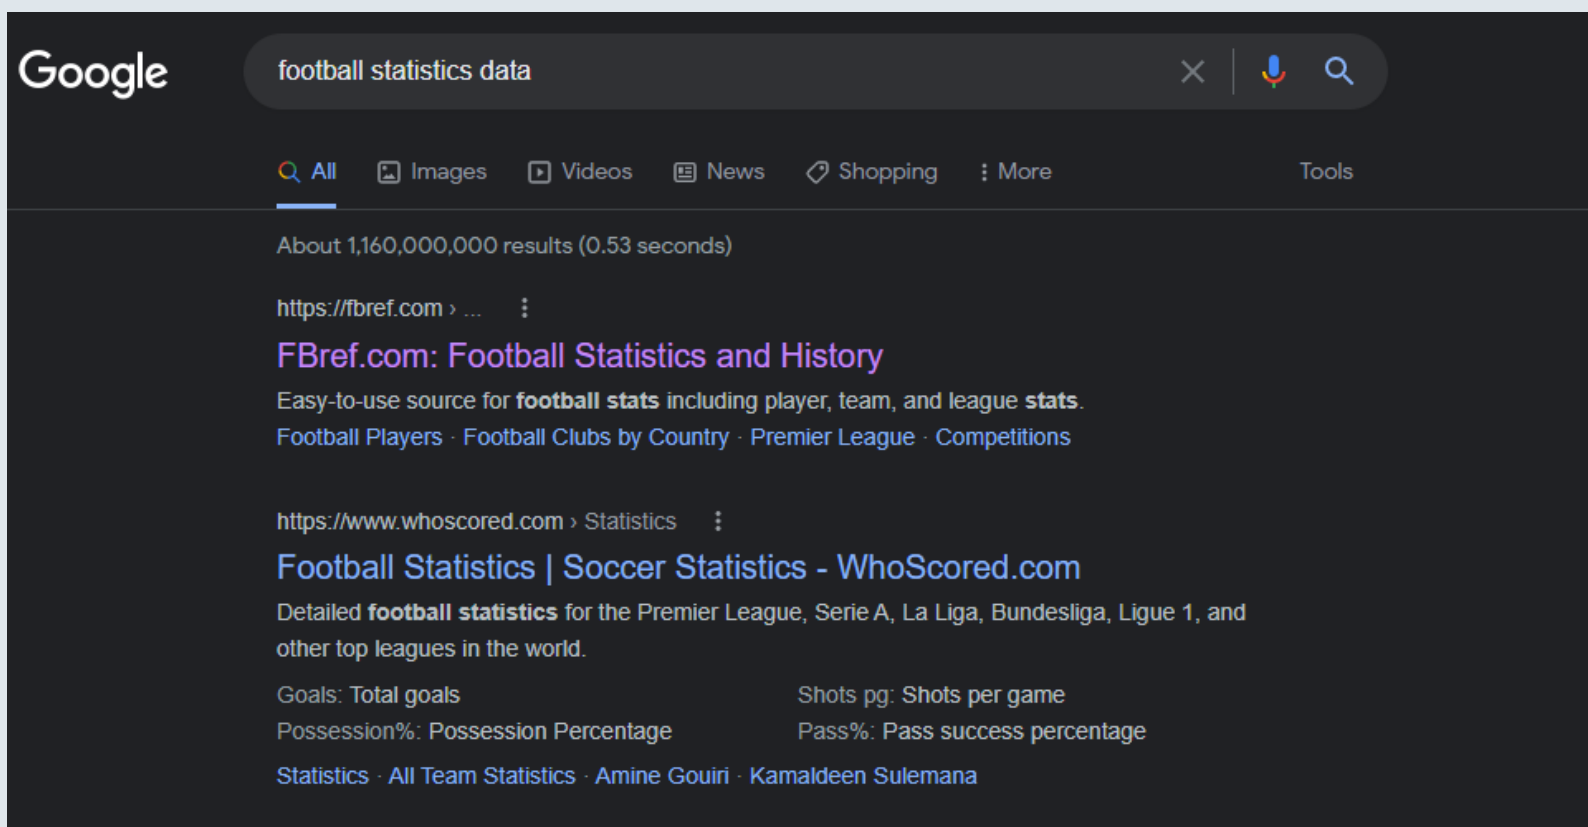 Google
football statistics data
All Images Videos News Shopping More Tools
About 1,160,000,000 results (0.53 seconds)
https://fbref.com › ...
FBref.com: Football Statistics and History
Easy-to-use source for football stats including player, team, and league stats.
Football Players · Football Clubs by Country · Premier League · Competitions
https://www.whoscored.com › Statistics
Football Statistics | Soccer Statistics - WhoScored.com
Detailed football statistics for the Premier League, Serie A, La Liga, Bundesliga, Ligue 1, and
other top leagues in the world.
Goals: Total goals Shots pg: Shots per game
Possession%: Possession Percentage Pass%: Pass success percentage
Statistics · All Team Statistics · Amine Gouiri · Kamaldeen Sulemana